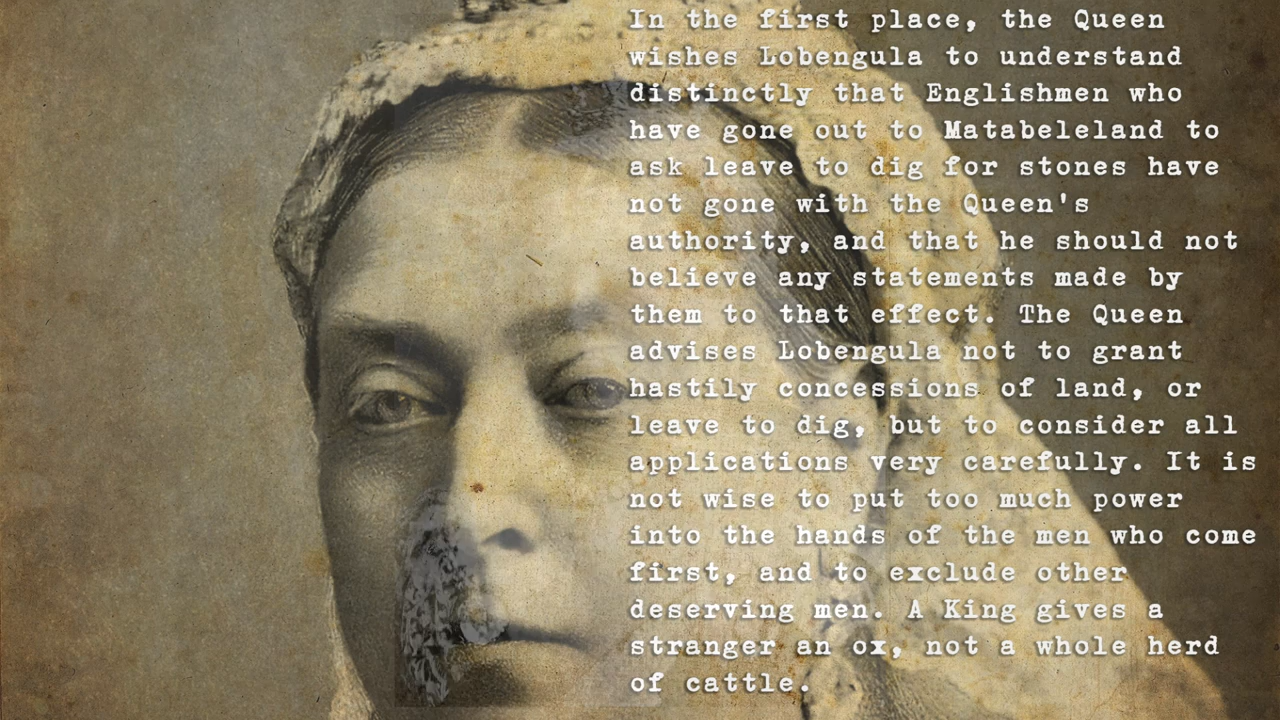 In the first place, the Queen
wishes Lobengula to understand
distinctly that Englishmen who
have gone out to Matabeleland to
ask leave to dig for stones have
not gone with the Queen's
authority, and that he should not
believe any statements made by
them to that effect. The Queen
advises Lobengula not to grant
hastily concessions of land, or
leave to dig, but to consider all
applications very carefully. It is
not wise to put too much power
into the hands of the men who come
first, and to exclude other
deserving men. A King gives a
stranger an ox, not a whole herd
of cattle.